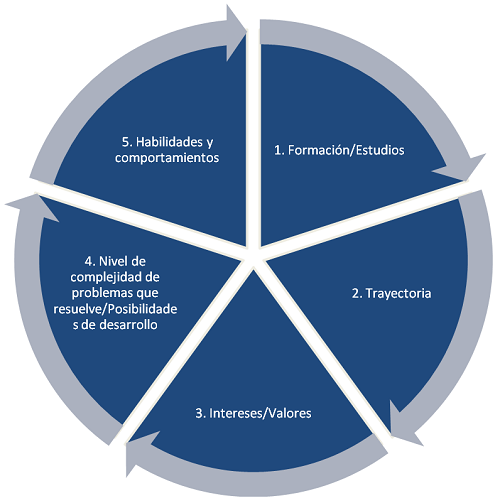 1. Formación/Estudios
2. Trayectoria
3. Intereses/Valores
4. Nivel de
complejidad de
problemas que
resuelve/Posibilidade
s de desarrollo
5. Habilidades y
comportamientos